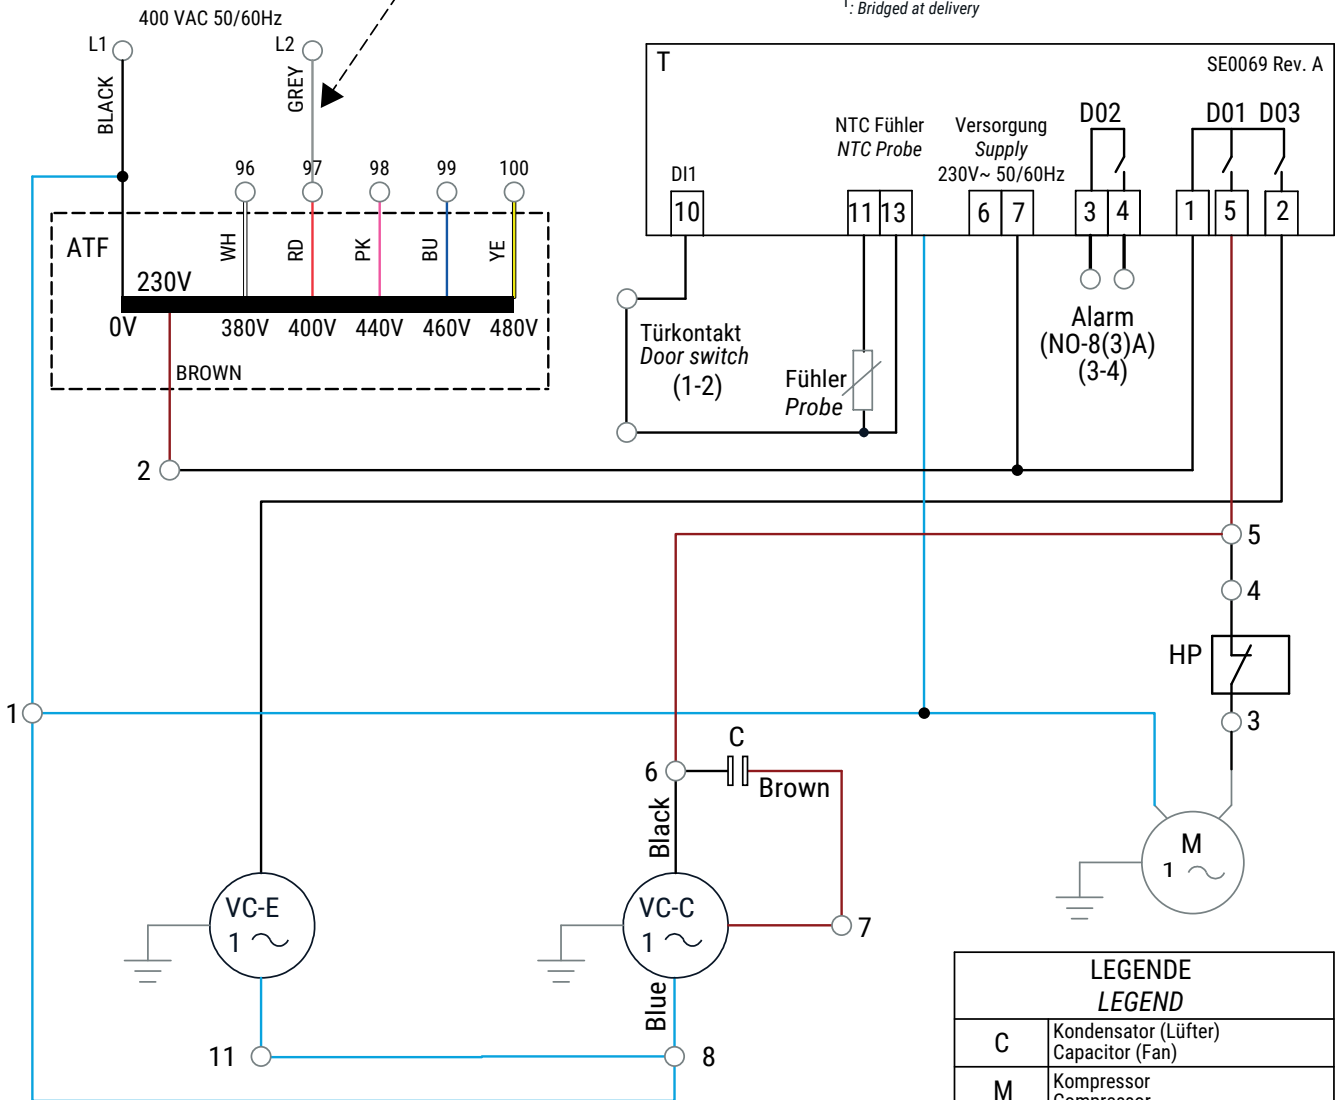 400 VAC 50/60Hz
1: Bridged at delivery
L1
L2
BLACK
GREY
T
SE0069 Rev. A
NTC Fühler
NTC Probe
Versorgung
Supply
230V~ 50/60Hz
D02
D01
D03
DI1
10
11
13
6
7
3
4
1
5
2
96
97
98
99
100
ATF
WH
RD
PK
BU
YE
230V
0V
380V
400V
440V
460V
480V
BROWN
Türkontakt
Door switch
(1-2)
Fühler
Probe
Alarm
(NO-8(3)A)
(3-4)
2
5
4
HP
3
1
C
6
Brown
Black
M
1
VC-E
1
VC-C
1
7
Blue
11
8
LEGENDE
LEGEND
C
Kondensator (Lüfter)
Capacitor (Fan)
M
Kompressor
Compressor